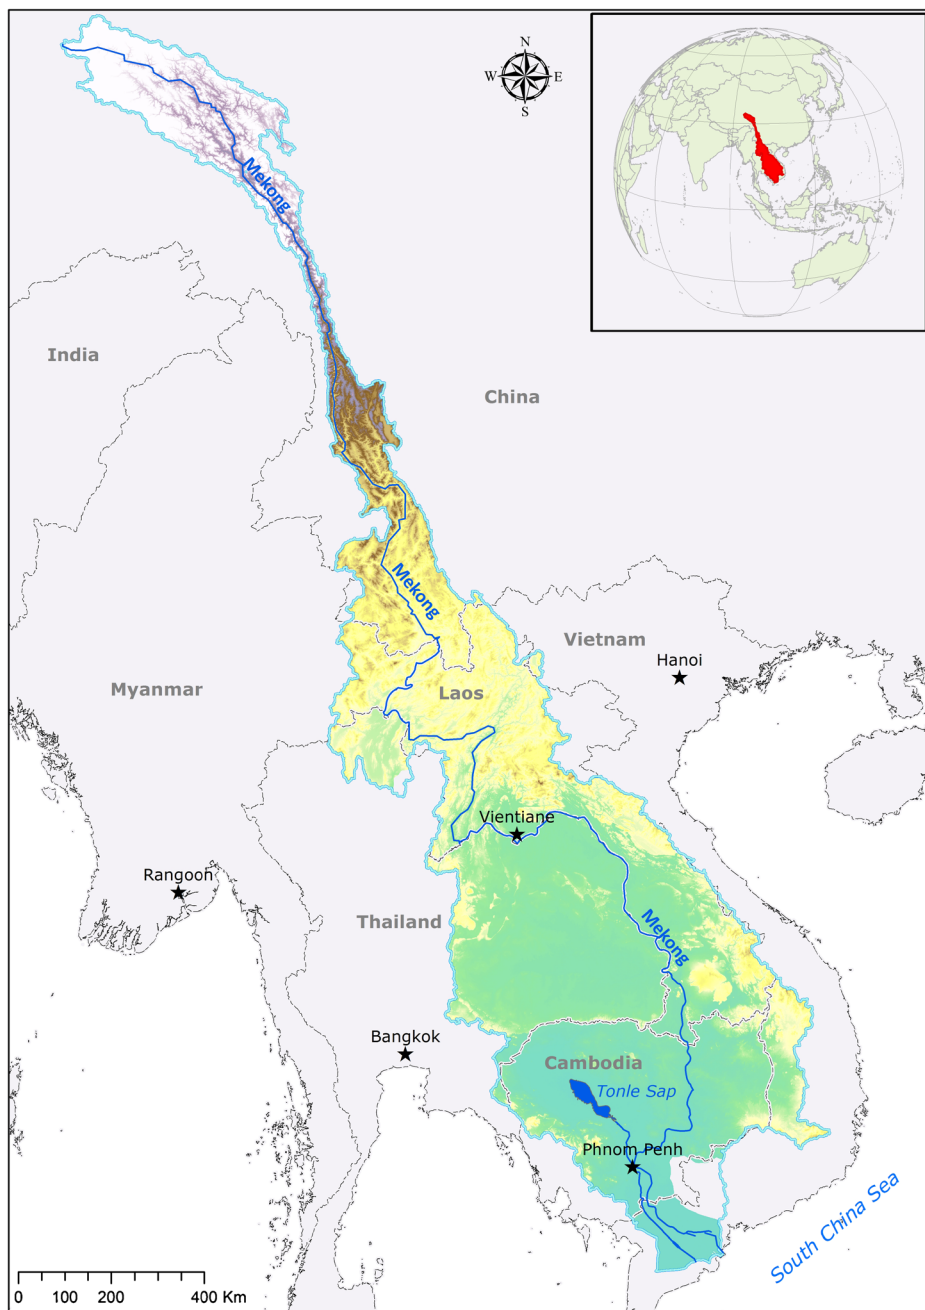 N
W E
S
Mekong
India
China
Mekong
Vietnam
Hanoi
Myanmar
Laos
Vientiane
Rangoon
Thailand
Mekong
Bangkok
Cambodia
Tonle Sap
Phnom Penh
South China Sea
0 100 200 400 Km